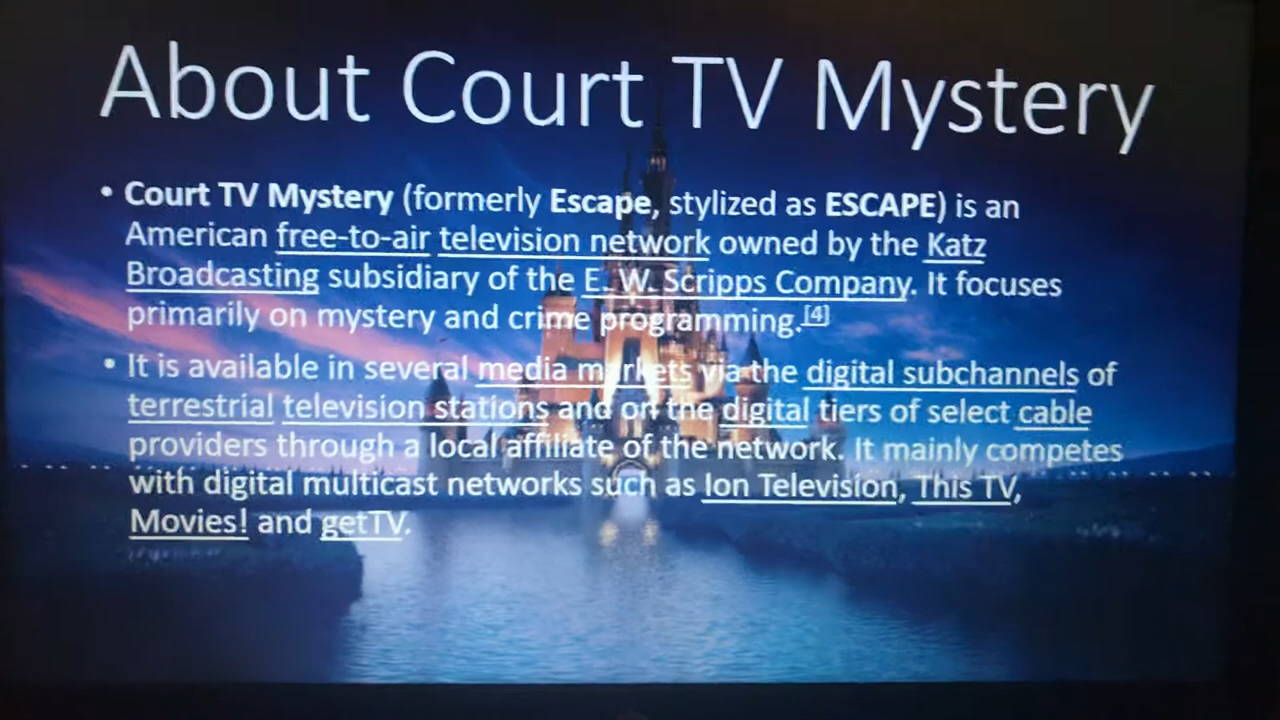 About Court TV Mystery
• Court TV Mystery (formerly Escape, stylized as ESCAPE) is an
American free-to-air television network owned by the Katz
Broadcasting subsidiary of the E. W. Scripps Company. It focuses
primarily on mystery and crime programming.[4]
• It is available in several media markets via the digital subchannels of
terrestrial television stations and on the digital tiers of select cable
providers through a local affiliate of the network. It mainly competes
with digital multicast networks such as Ion Television, This TV,
Movies! and getTV.